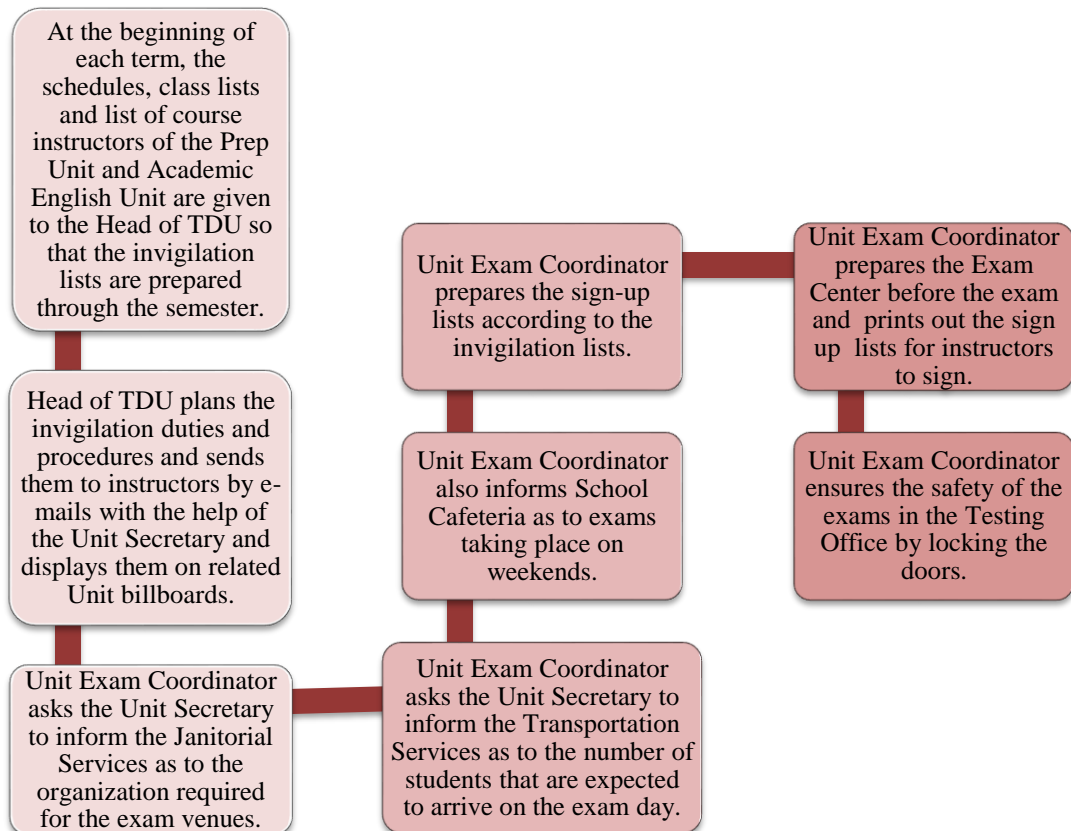 At the beginning of
each term, the
schedules, class lists
and list of course
instructors of the Prep
Unit and Academic
English Unit are given
to the Head of TDU so
that the invigilation
lists are prepared
through the semester.
Head of TDU plans the
invigilation duties and
procedures and sends
them to instructors by e-
mails with the help of
the Unit Secretary and
displays them on related
Unit billboards.
Unit Exam Coordinator
asks the Unit Secretary
to inform the Janitorial
Services as to the
organization required
for the exam venues.
Unit Exam Coordinator
asks the Unit Secretary to
inform the Transportation
Services as to the number of
students that are expected
to arrive on the exam day.
Unit Exam Coordinator
also informs School
Cafeteria as to exams
taking place on
weekends.
Unit Exam Coordinator
prepares the sign-up
lists according to the
invigilation lists.
Unit Exam Coordinator
prepares the Exam
Center before the exam
and prints out the sign
up lists for instructors
to sign.
Unit Exam Coordinator
ensures the safety of the
exams in the Testing
Office by locking the
doors.